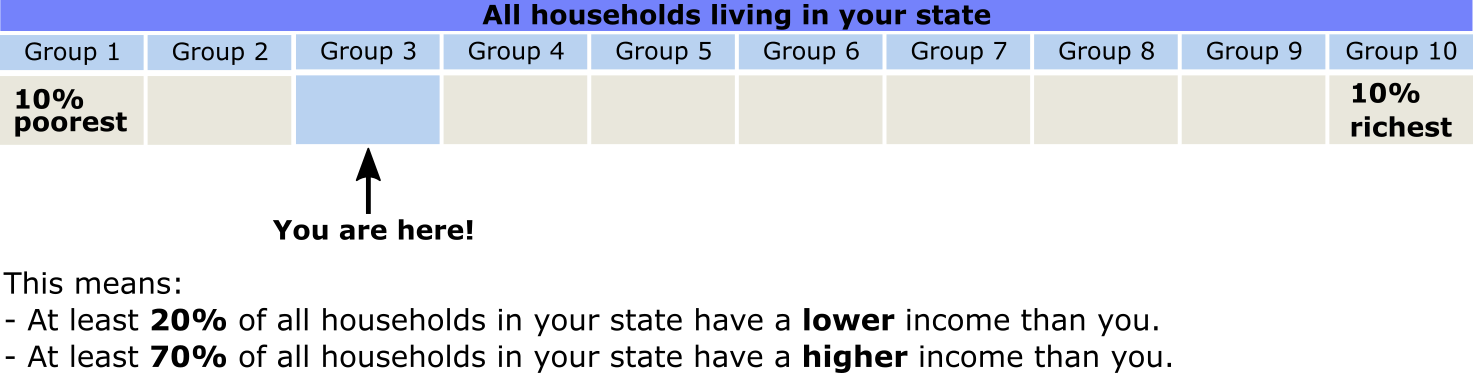 All households living in your state
Group 1 Group 2 Group 3 Group 4 Group 5 Group 6 Group 7 Group 8 Group 9 Group 10
10%
poorest
10%
richest
You are here!
This means:
- At least 20% of all households in your state have a lower income than you.
- At least 70% of all households in your state have a higher income than you.